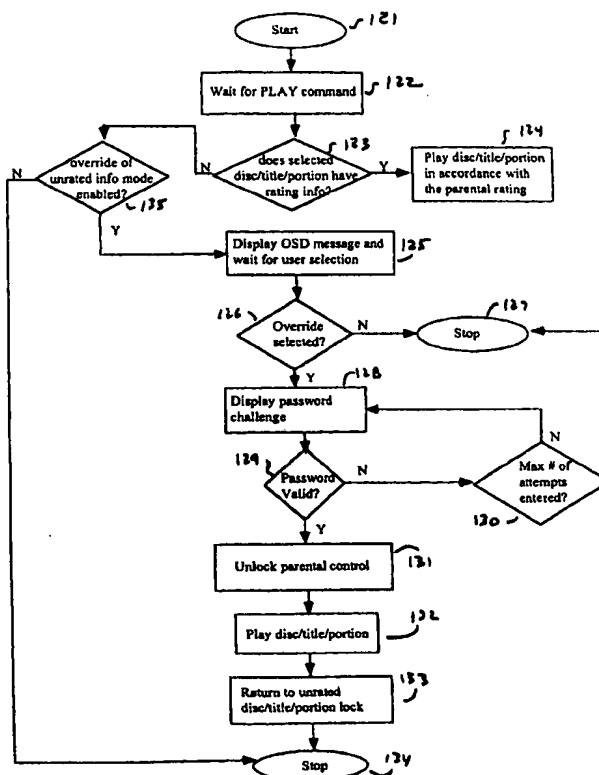 121
Start
Wait for PLAY command
122
123
124
override of
unrated info mode
enabled?
N
135
Y
N
does selected
disc/title/portion have
rating info?
Y
Play disc/title/portion
in accordance with
the parental rating
Display OSD message and
wait for user selection
125
126
Override
selected?
N
127
Stop
Y
128
Display password
challenge
129
Password
Valid?
N
N
Max # of
attempts
entered?
130
Y
Unlock parental control
131
Play disc/title/portion
132
Return to unrated
disc/title/portion lock
133
Stop
134